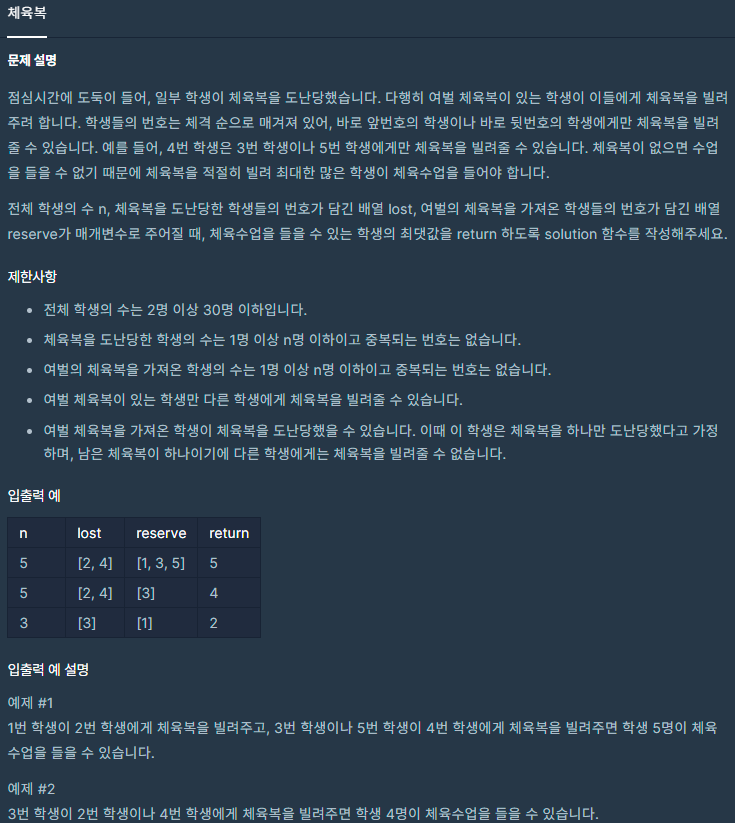 체육복
문제 설명
점심시간에 도둑이 들어, 일부 학생이 체육복을 도난당했습니다. 다행히 여벌 체육복이 있는 학생이 이들에게 체육복을 빌려
주려 합니다. 학생들의 번호는 체격 순으로 매겨져 있어, 바로 앞번호의 학생이나 바로 뒷번호의 학생에게만 체육복을 빌려
줄 수 있습니다. 예를 들어, 4번 학생은 3번 학생이나 5번 학생에게만 체육복을 빌려줄 수 있습니다. 체육복이 없으면 수업
을 들을 수 없기 때문에 체육복을 적절히 빌려 최대한 많은 학생이 체육수업을 들어야 합니다.
전체 학생의 수 n, 체육복을 도난당한 학생들의 번호가 담긴 배열 lost, 여벌의 체육복을 가져온 학생들의 번호가 담긴 배열
reserve가 매개변수로 주어질 때, 체육수업을 들을 수 있는 학생의 최댓값을 return 하도록 solution 함수를 작성해주세요.
제한사항
• 전체 학생의 수는 2명 이상 30명 이하입니다.
• 체육복을 도난당한 학생의 수는 1명 이상 n명 이하이고 중복되는 번호는 없습니다.
• 여벌의 체육복을 가져온 학생의 수는 1명 이상 n명 이하이고 중복되는 번호는 없습니다.
• 여벌 체육복이 있는 학생만 다른 학생에게 체육복을 빌려줄 수 있습니다.
• 여벌 체육복을 가져온 학생이 체육복을 도난당했을 수 있습니다. 이때 이 학생은 체육복을 하나만 도난당했다고 가정
하며, 남은 체육복이 하나이기에 다른 학생에게는 체육복을 빌려줄 수 없습니다.
입출력 예
n lost reserve return
5 [2, 4] [1, 3, 5] 5
5 [2, 4] [3] 4
3 [3] [1] 2
입출력 예 설명
예제 #1
1번 학생이 2번 학생에게 체육복을 빌려주고, 3번 학생이나 5번 학생이 4번 학생에게 체육복을 빌려주면 학생 5명이 체육
수업을 들을 수 있습니다.
예제 #2
3번 학생이 2번 학생이나 4번 학생에게 체육복을 빌려주면 학생 4명이 체육수업을 들을 수 있습니다.